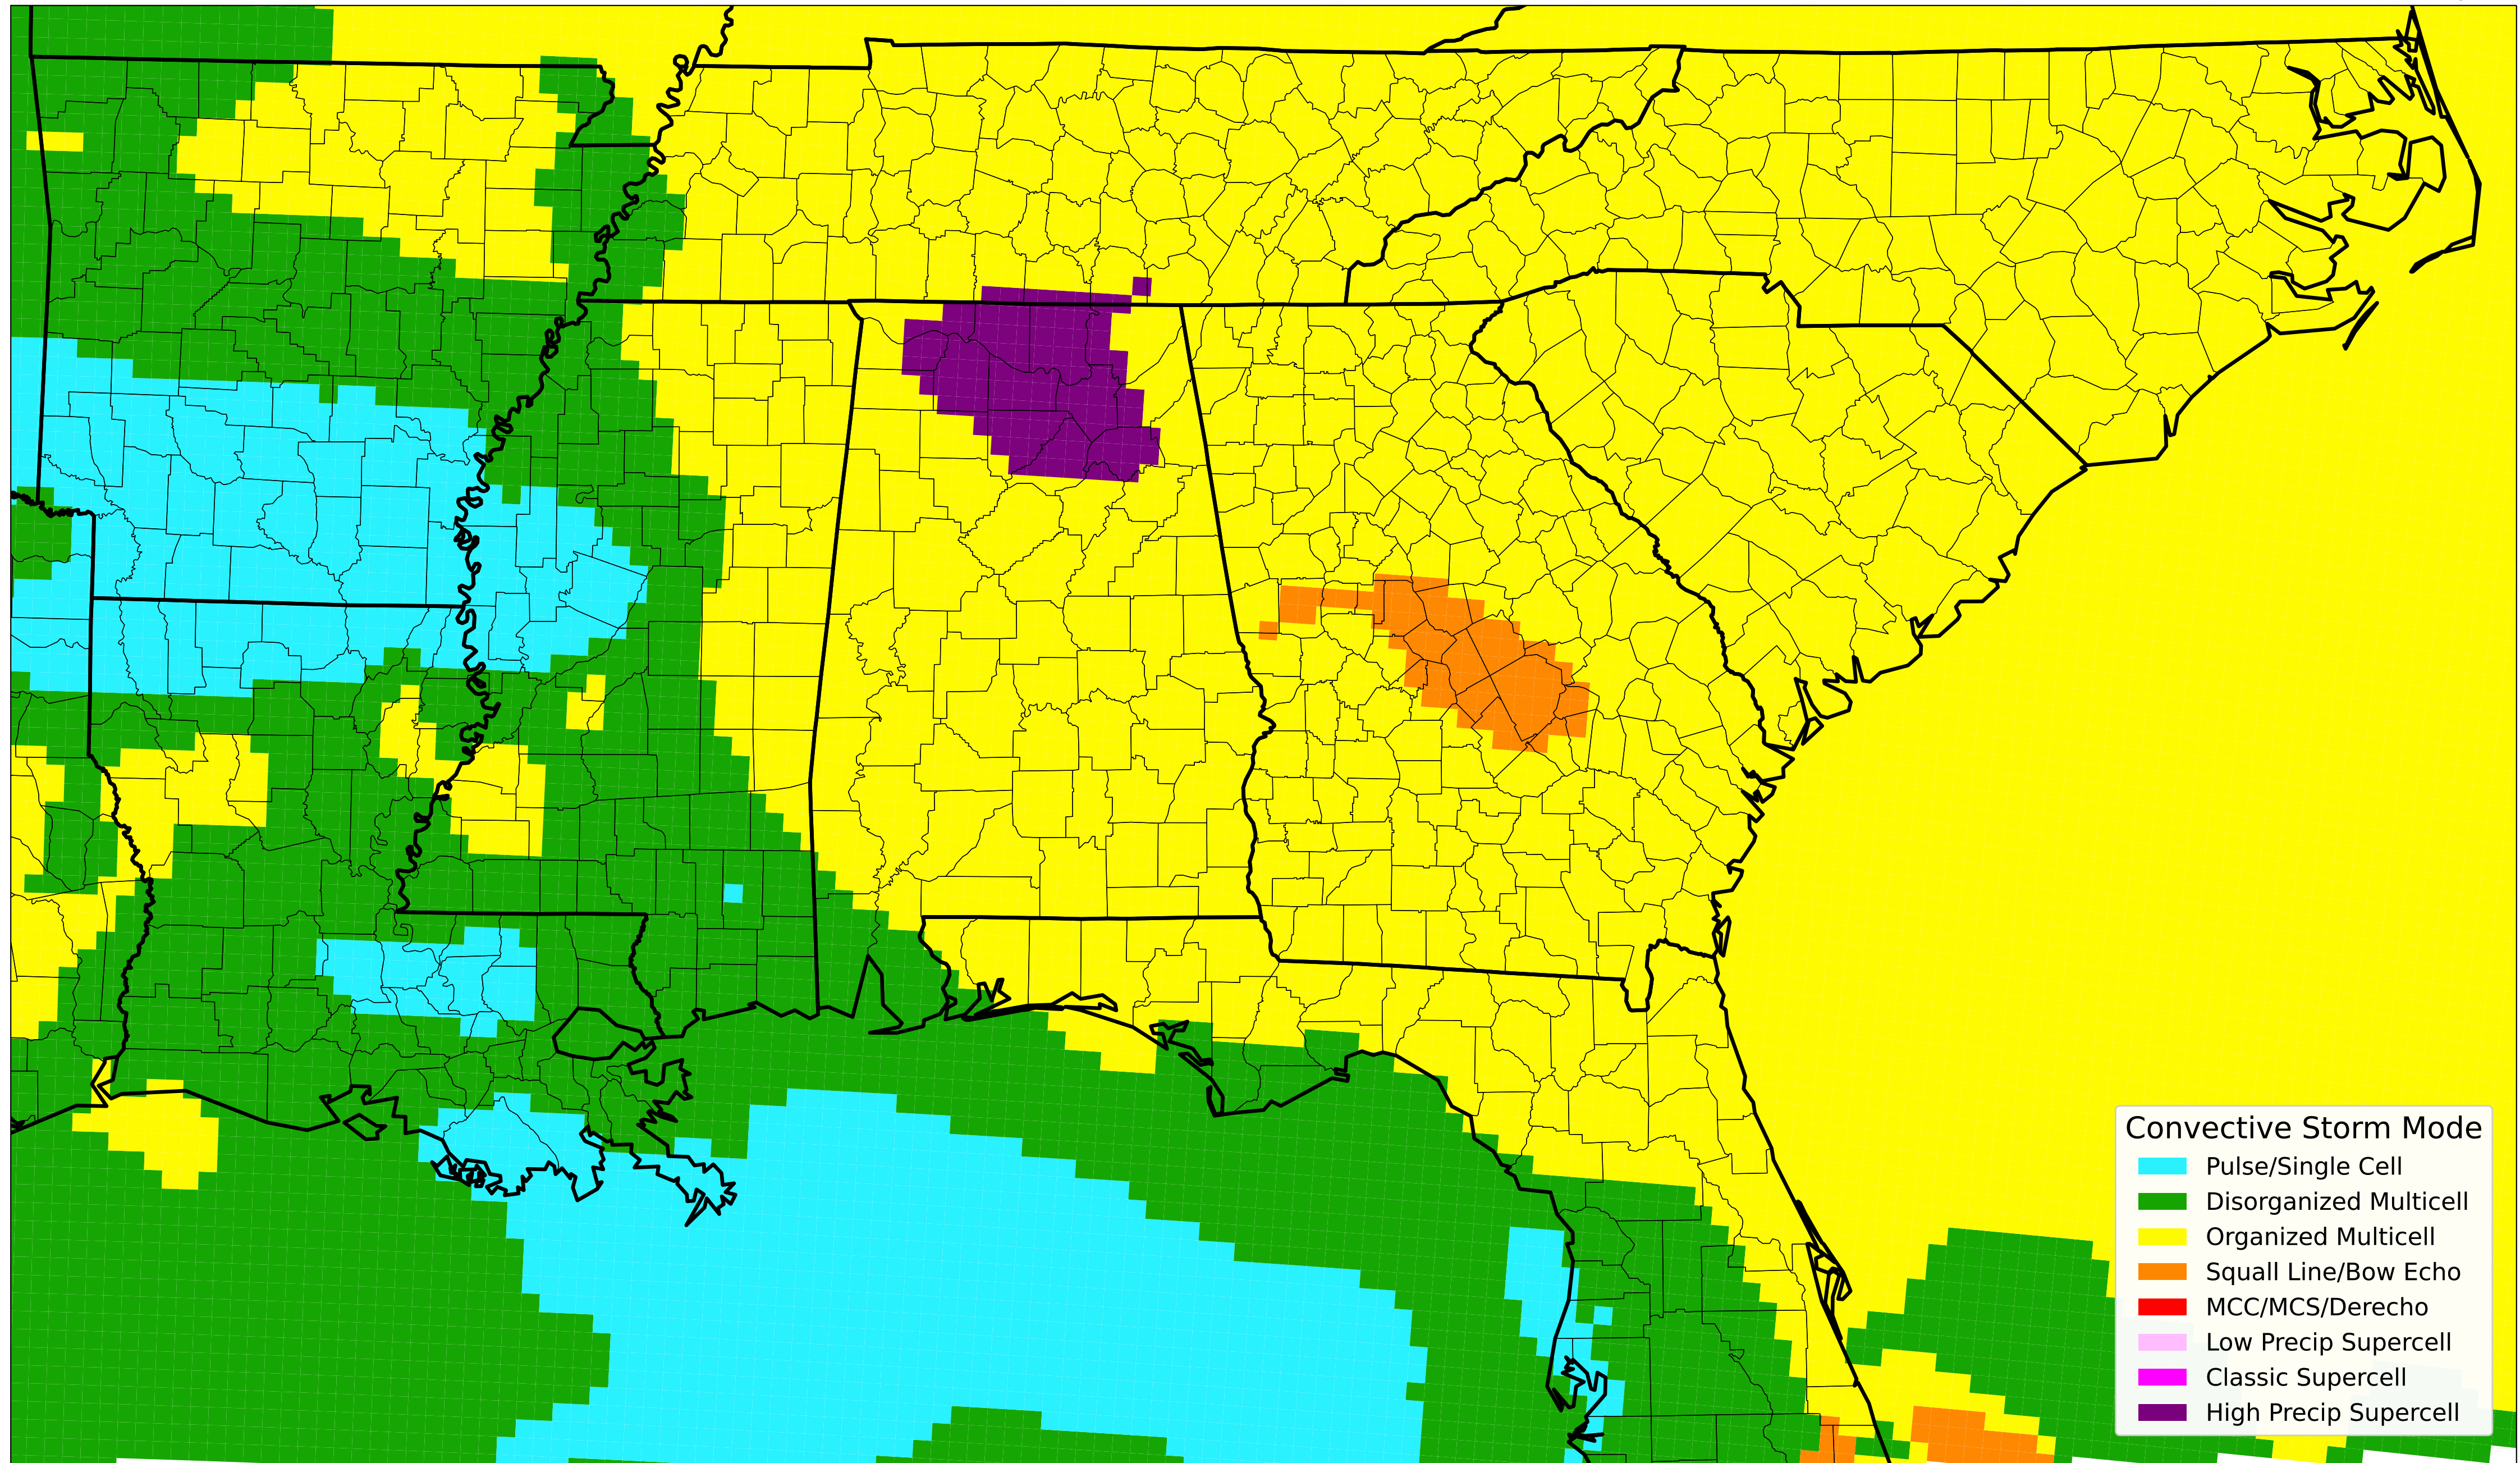 Convective Storm Mode
Pulse/Single Cell
Disorganized Multicell
Organized Multicell
Squall Line/Bow Echo
MCC/MCS/Derecho
Low Precip Supercell
Classic Supercell
High Precip Supercell